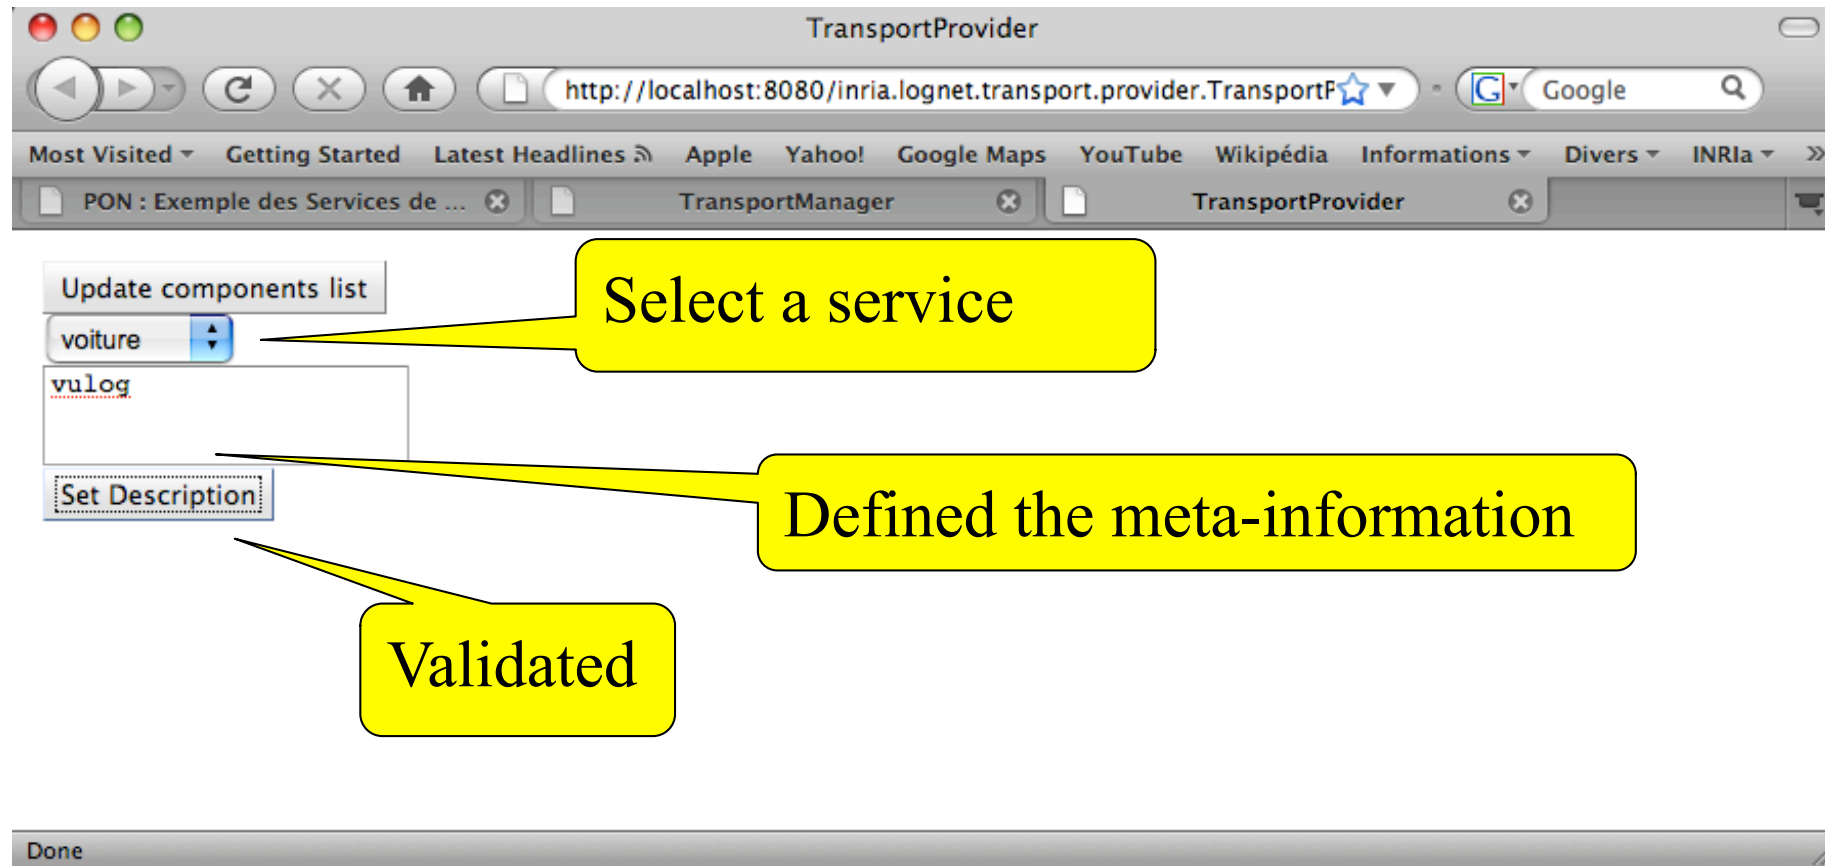 TransportProvider
http://localhost:8080/inria.lognet.transport.provider.TransportP
Google
Most Visited Getting Started Latest Headlines Apple Yahoo! Google Maps YouTube Wikipédia Informations Divers INRIa »
PON : Exemple des Services de ... TransportManager TransportProvider
Update components list
voiture
vulog
Set Description
Select a service
Defined the meta-information
Validated
Done